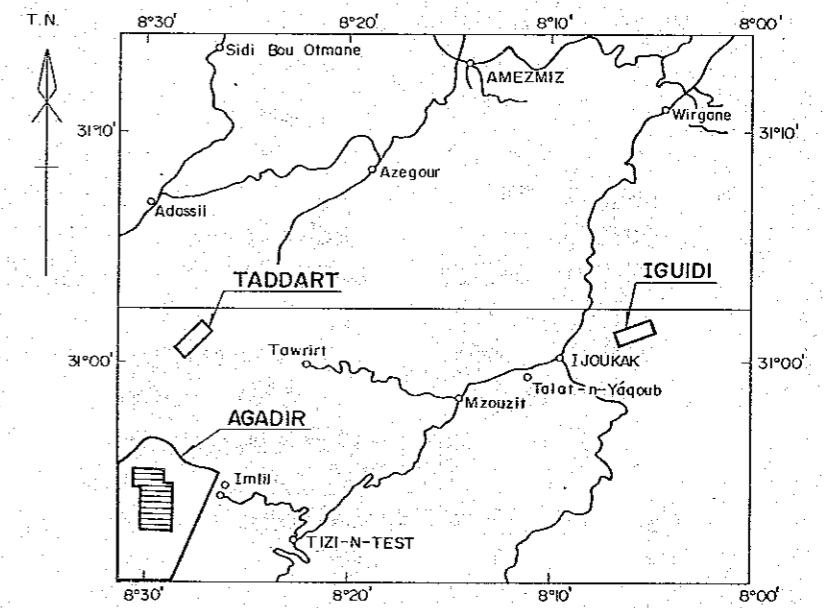 T.N.
8°30'
8°20'
8°10'
8°00'
Sidi Bou Otmane
AMEZMIZ
Wirgane
31°10'
31°10'
Azegour
Adassil
TADDART
IGUIDI
Tawrirt
IJOUKAK
31°00'
31°00'
Talat-n-Yáqoub
Mzouzit
AGADIR
Imlil
TIZI-N-TEST
8°30'
8°20'
8°10'
8°00'